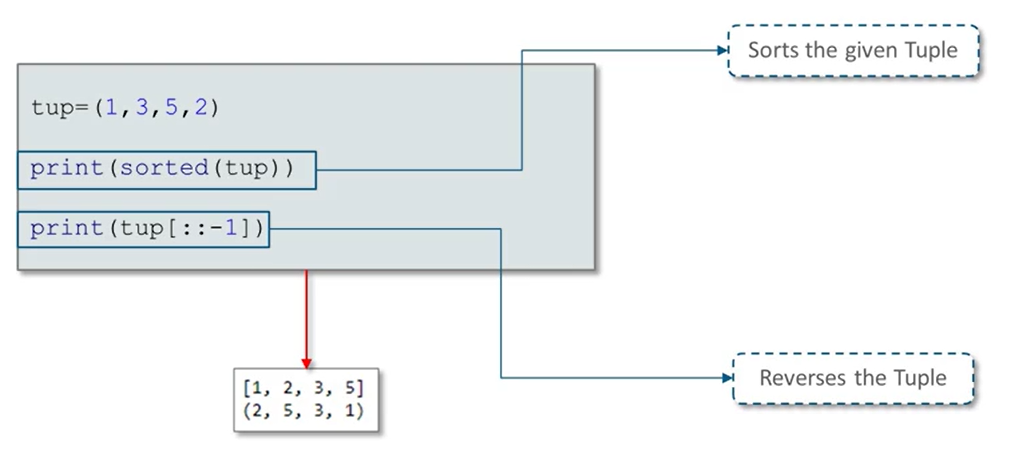 Sorts the given Tuple
tup=(1,3,5,2)
print(sorted(tup))
print(tup[::-1])
[1, 2, 3, 5]
(2, 5, 3, 1)
Reverses the Tuple